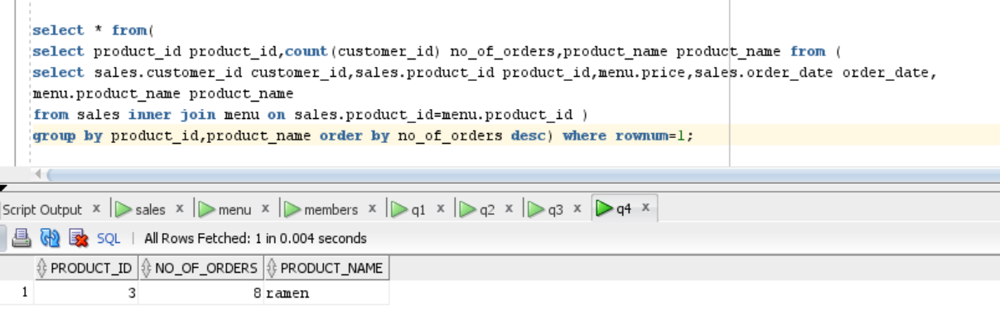 select * from(
select product_id product_id,count(customer_id) no_of_orders,product_name product_name from (
select sales.customer_id customer_id,sales.product_id product_id,menu.price,sales.order_date order_date,
menu.product_name product_name
from sales inner join menu on sales.product_id=menu.product_id )
group by product_id,product_name order by no_of_orders desc) where rownum=1;
Script Output x sales x menu x members x q1 x q2 x q3 x q4 x
SQL | All Rows Fetched: 1 in 0.004 seconds
PRODUCT_ID NO_OF_ORDERS PRODUCT_NAME
1 3 8 ramen